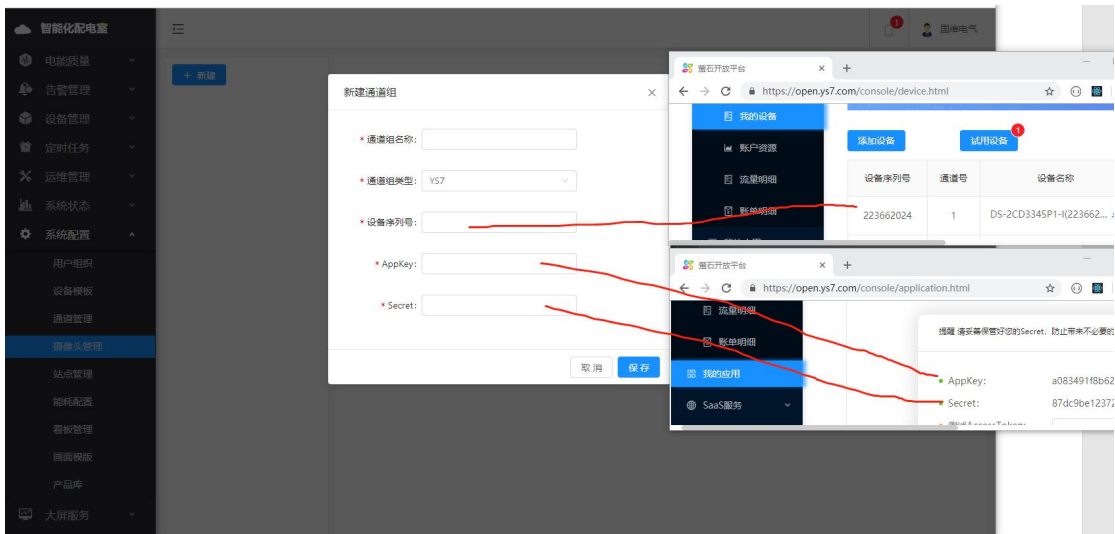 智能化配电室
电能质量
告警管理
设备管理
定时任务
运维管理
系统状态
系统配置
用户组织
设备模板
通道管理
摄像头管理
站点管理
能耗配置
看板管理
画面模版
产品库
大屏服务
1
国维电气
+ 新建
新建通道组
* 通道组名称:
* 通道组类型: YS7
* 设备序列号:
* AppKey:
* Secret:
取消 保存
萤石开放平台
https://open.ys7.com/console/device.html
我的设备
账户资源
流量明细
账单明细
添加设备 试用设备 1
设备序列号 通道号 设备名称
223662024 1 DS-2CD3345P1-I(223662...
萤石开放平台
https://open.ys7.com/console/application.html
流量明细
账单明细
我的应用
SaaS服务
提醒 请妥善保管好您的Secret，防止带来不必要的
AppKey: a083491f8b62
Secret: 87dc9be12372